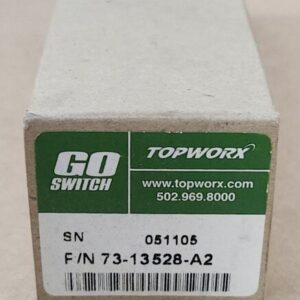 GO
SWITCH
TOPWORX
www.topworx.com
502.969.8000
SN 051105
P/N 73-13528-A2